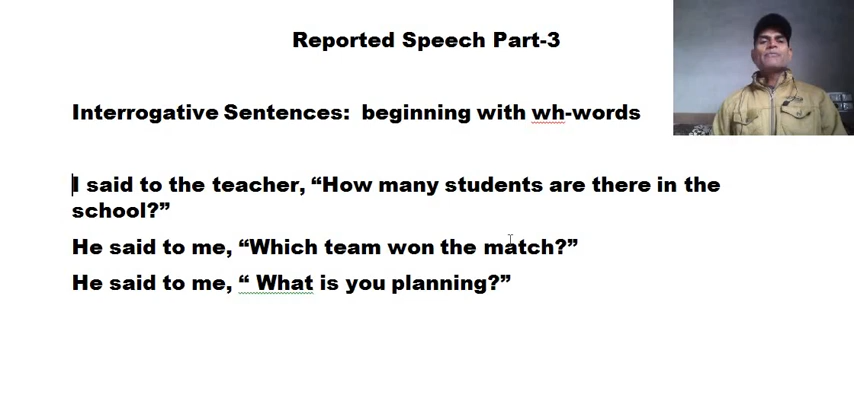 Reported Speech Part-3
Interrogative Sentences:  beginning with wh-words
I said to the teacher, “How many students are there in the
school?”
He said to me, “Which team won the match?”
He said to me, “ What is you planning?”